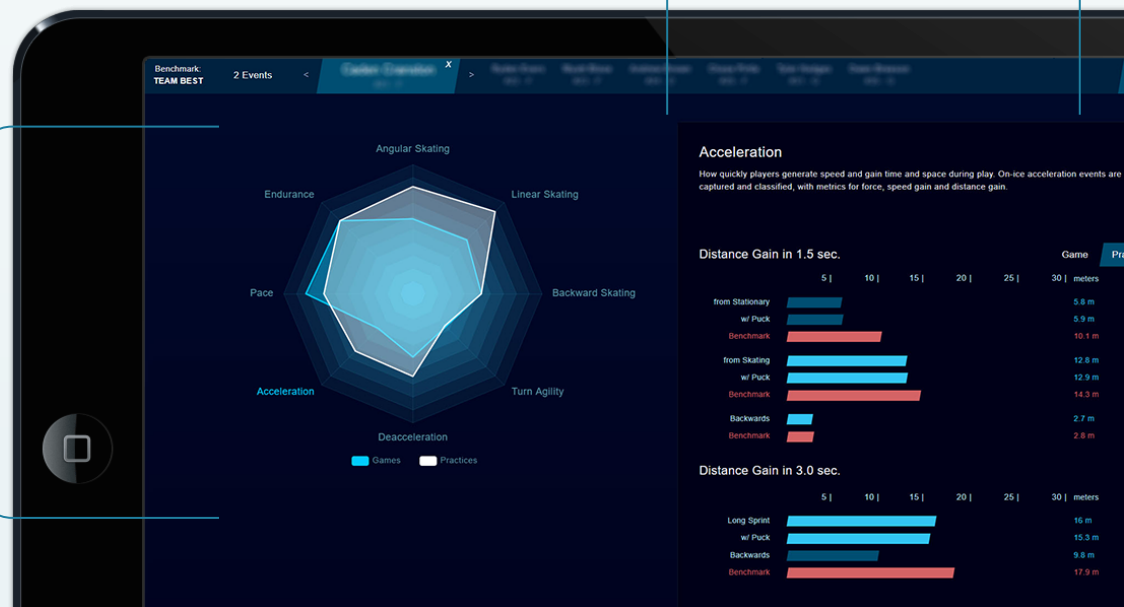 Benchmark:
TEAM BEST
2 Events
<
x
>
Angular Skating
Endurance
Linear Skating
Pace
Backward Skating
Acceleration
Turn Agility
Deacceleration
Games
Practices
Acceleration
How quickly players generate speed and gain time and space during play. On-ice acceleration events are
captured and classified, with metrics for force, speed gain and distance gain.
Distance Gain in 1.5 sec.
Game
Pra
5 | 10 | 15 | 20 | 25 | 30 | meters
from Stationary 5.8 m
w/ Puck 5.9 m
Benchmark 10.1 m
from Skating 12.8 m
w/ Puck 12.9 m
Benchmark 14.3 m
Backwards 2.7 m
Benchmark 2.8 m
Distance Gain in 3.0 sec.
5 | 10 | 15 | 20 | 25 | 30 | meters
Long Sprint 16 m
w/ Puck 15.3 m
Backwards 9.8 m
Benchmark 17.9 m